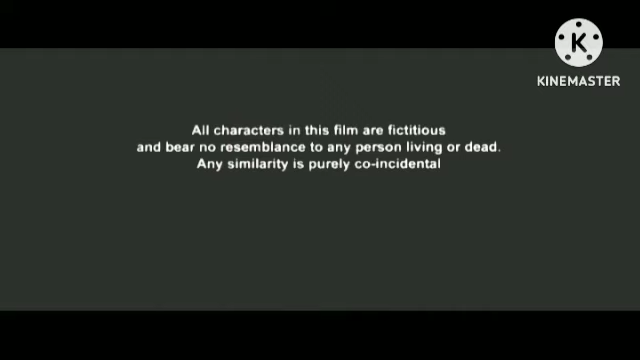 K
KINEMASTER
All characters in this film are fictitious
and bear no resemblance to any person living or dead.
Any similarity is purely co-incidental